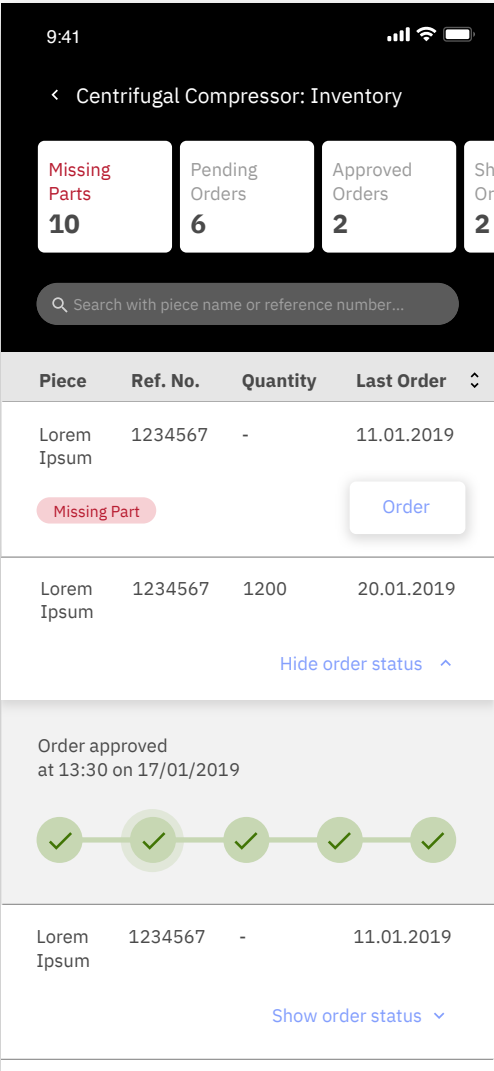 9:41
Centrifugal Compressor: Inventory
Missing
Parts
10
Pending
Orders
6
Approved
Orders
2
Sh
Or
2
Search with piece name or reference number...
Piece Ref. No. Quantity Last Order
Lorem 1234567 - 11.01.2019
Ipsum
Missing Part
Order
Lorem 1234567 1200 20.01.2019
Ipsum
Hide order status
Order approved
at 13:30 on 17/01/2019
Lorem 1234567 - 11.01.2019
Ipsum
Show order status